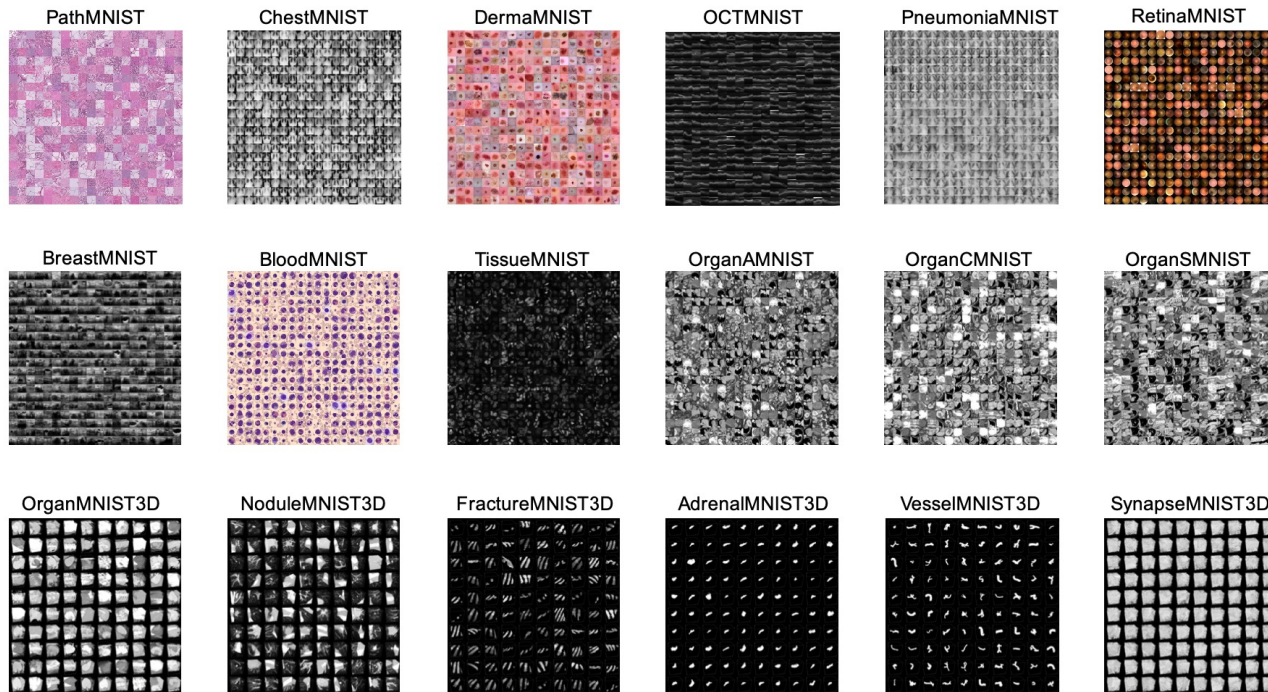 PathMNIST ChestMNIST DermaMNIST OCTMNIST PneumoniaMNIST RetinaMNIST
BreastMNIST BloodMNIST TissueMNIST OrganAMNIST OrganCMNIST OrganSMNIST
OrganMNIST3D NoduleMNIST3D FractureMNIST3D AdrenalMNIST3D VesselMNIST3D SynapseMNIST3D